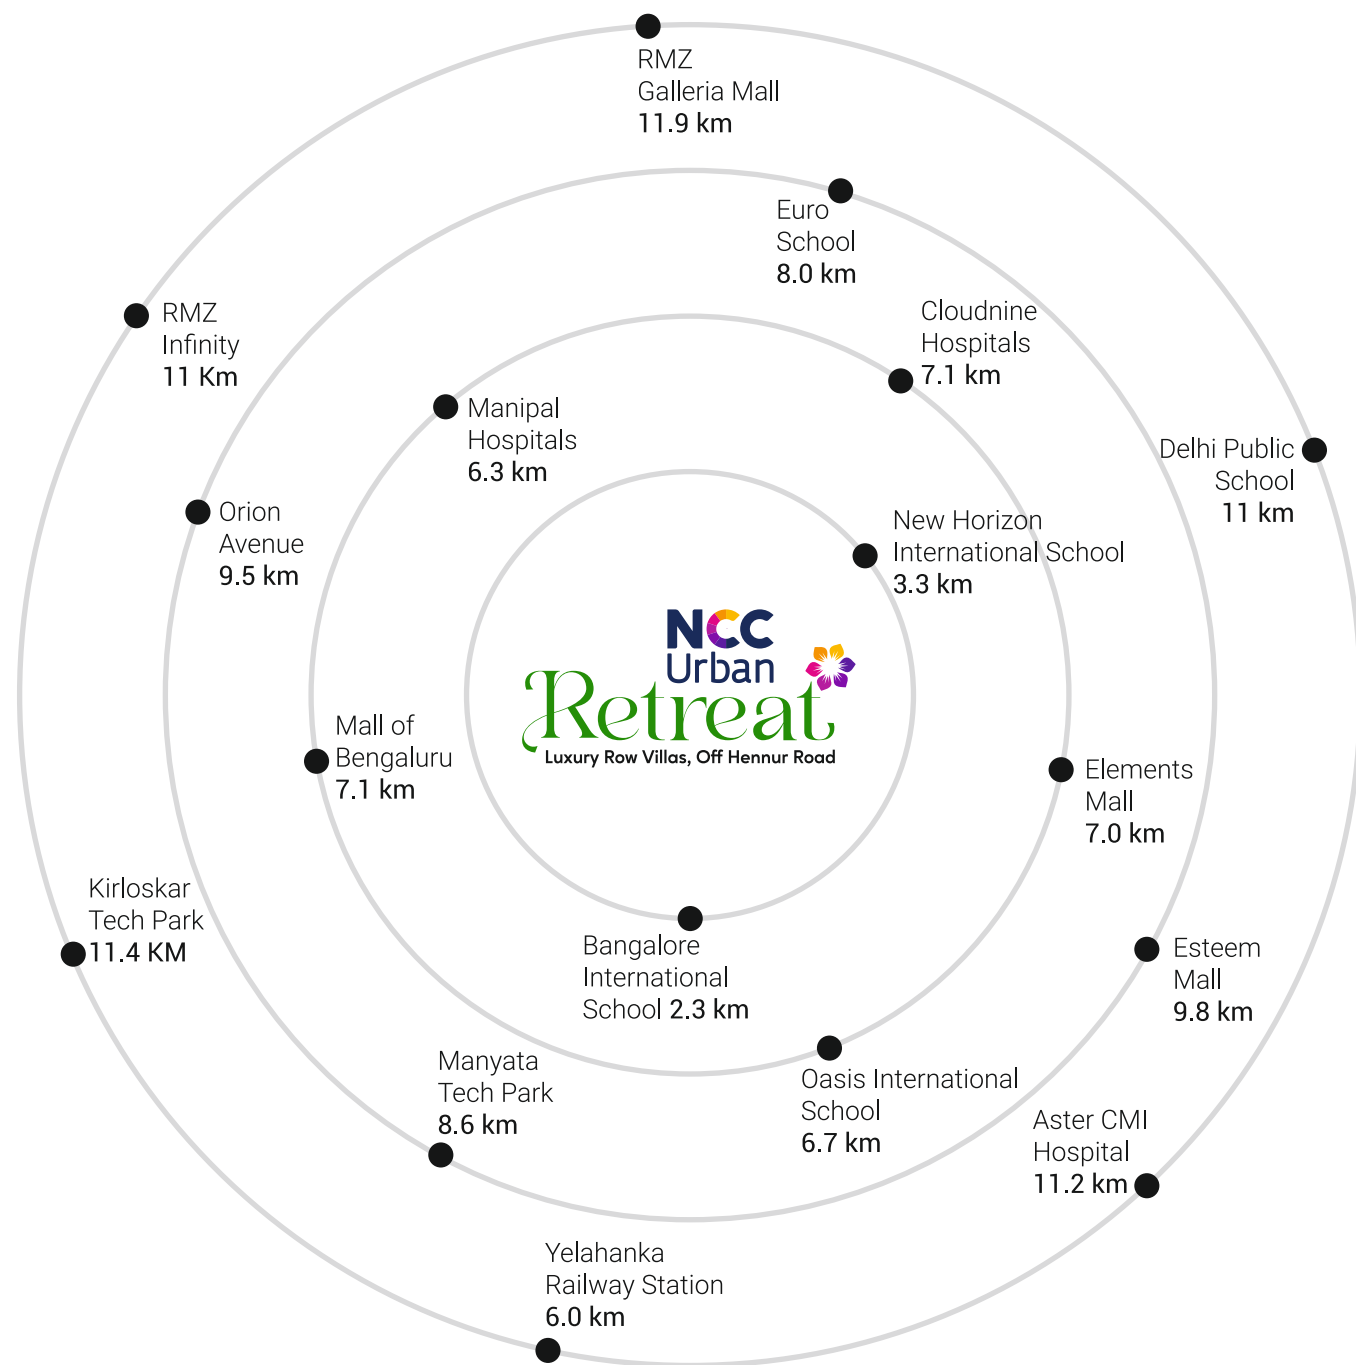 RMZ
Galleria Mall
11.9 km
Euro
School
8.0 km
RMZ
Infinity
11 Km
Cloudnine
Hospitals
7.1 km
Manipal
Hospitals
6.3 km
Delhi Public
School
11 km
Orion
Avenue
9.5 km
New Horizon
International School
3.3 km
NCC
Urban
Retreat
Luxury Row Villas, Off Hennur Road
Mall of
Bengaluru
7.1 km
Elements
Mall
7.0 km
Kirloskar
Tech Park
11.4 KM
Bangalore
International
School 2.3 km
Esteem
Mall
9.8 km
Manyata
Tech Park
8.6 km
Oasis International
School
6.7 km
Aster CMI
Hospital
11.2 km
Yelahanka
Railway Station
6.0 km